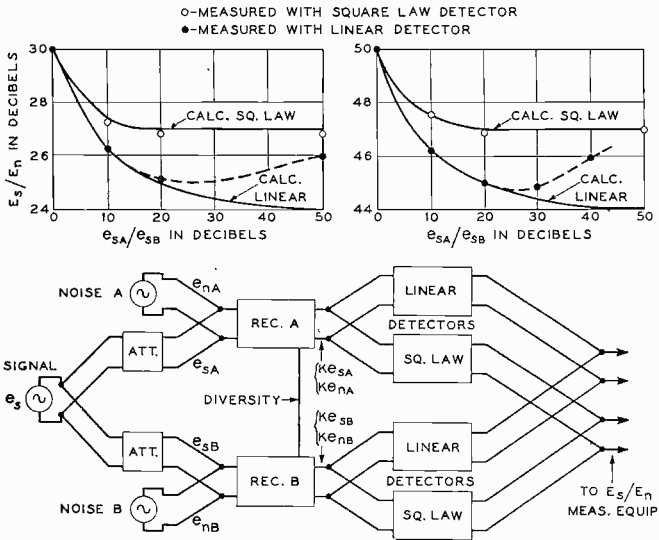 ○-MEASURED WITH SQUARE LAW DETECTOR
●-MEASURED WITH LINEAR DETECTOR
Es/En IN DECIBELS
30
28
26
24
CALC. SQ. LAW
CALC. LINEAR
0 10 20 30 40 50
eSA/eSB IN DECIBELS
50
48
46
44
CALC. SQ. LAW
CALC. LINEAR
0 10 20 30 40 50
eSA/eSB IN DECIBELS
NOISE A
enA
SIGNAL
es
ATT.
eSA
REC. A
LINEAR
DETECTORS
SQ. LAW
KeSA
KenA
DIVERSITY
KeSB
KenB
ATT.
eSB
NOISE B
enB
REC. B
LINEAR
DETECTORS
SQ. LAW
TO Es/En
MEAS. EQUIP